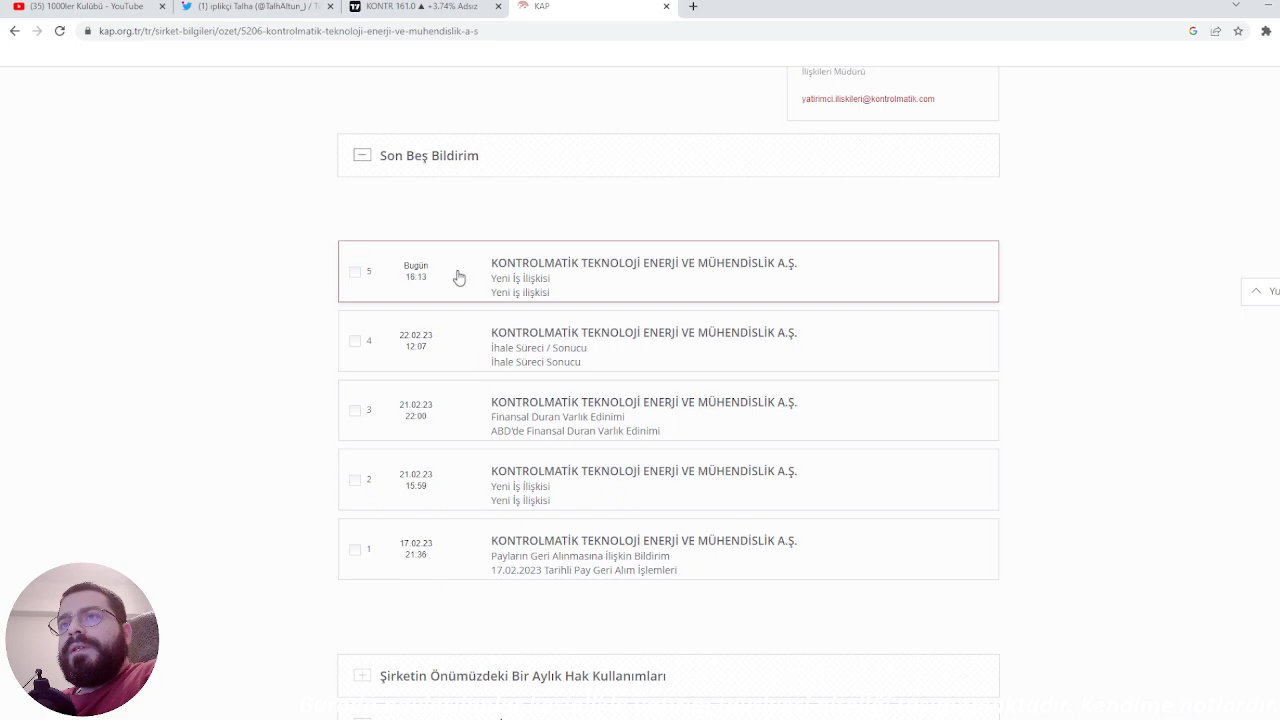 (35) 1000ler Kulübü - YouTube
(1) iplikçi Talha (@TalhAltun_) / Tw
KONTR 161.0 ▲ +3.74% Adsız
KAP
kap.org.tr/tr/sirket-bilgileri/ozet/5206-kontrolmatik-teknoloji-enerji-ve-muhendislik-a-s
İlişkileri Müdürü
yatirimci.iliskileri@kontrolmatik.com
Son Beş Bildirim
5
Bugün
16:13
KONTROLMATİK TEKNOLOJİ ENERJİ VE MÜHENDİSLİK A.Ş.
Yeni İş İlişkisi
Yeni iş ilişkisi
Yu
4
22.02.23
12:07
KONTROLMATİK TEKNOLOJİ ENERJİ VE MÜHENDİSLİK A.Ş.
İhale Süreci / Sonucu
İhale Süreci Sonucu
3
21.02.23
22:00
KONTROLMATİK TEKNOLOJİ ENERJİ VE MÜHENDİSLİK A.Ş.
Finansal Duran Varlık Edinimi
ABD'de Finansal Duran Varlık Edinimi
2
21.02.23
15:59
KONTROLMATİK TEKNOLOJİ ENERJİ VE MÜHENDİSLİK A.Ş.
Yeni İş İlişkisi
Yeni İş İlişkisi
1
17.02.23
21:36
KONTROLMATİK TEKNOLOJİ ENERJİ VE MÜHENDİSLİK A.Ş.
Payların Geri Alınmasına İlişkin Bildirim
17.02.2023 Tarihli Pay Geri Alım İşlemleri
Şirketin Önümüzdeki Bir Aylık Hak Kullanımları
Kendime notlardır